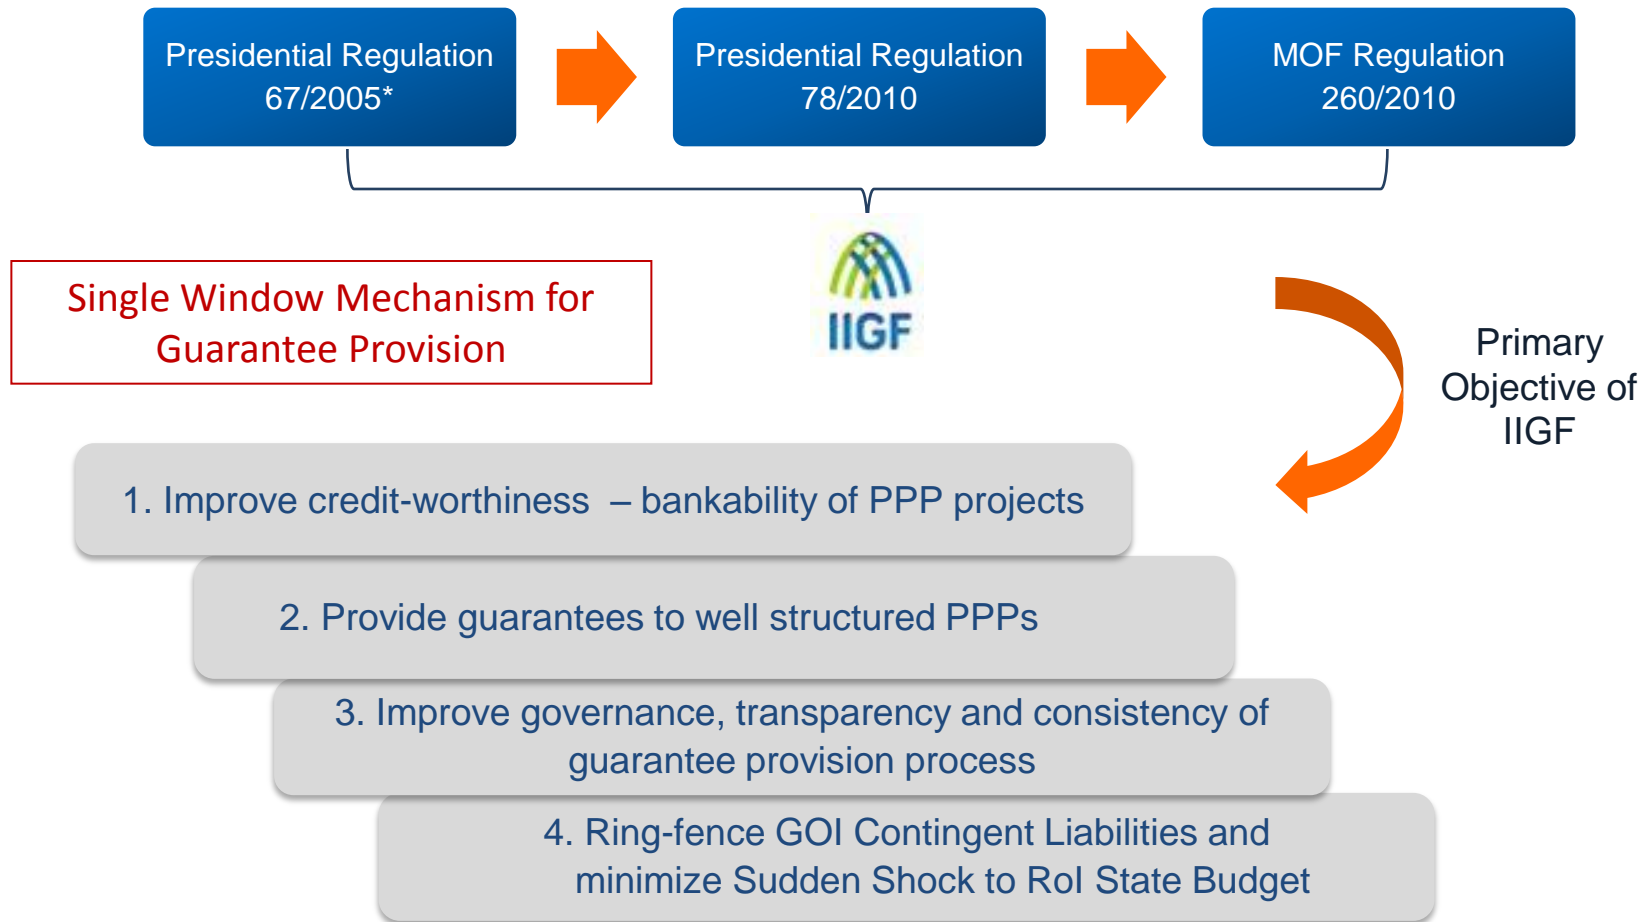 Presidential Regulation
67/2005*
Presidential Regulation
78/2010
MOF Regulation
260/2010
IIGF
Single Window Mechanism for
Guarantee Provision
Primary
Objective of
IIGF
1. Improve credit-worthiness – bankability of PPP projects
2. Provide guarantees to well structured PPPs
3. Improve governance, transparency and consistency of
guarantee provision process
4. Ring-fence GOI Contingent Liabilities and
minimize Sudden Shock to RoI State Budget